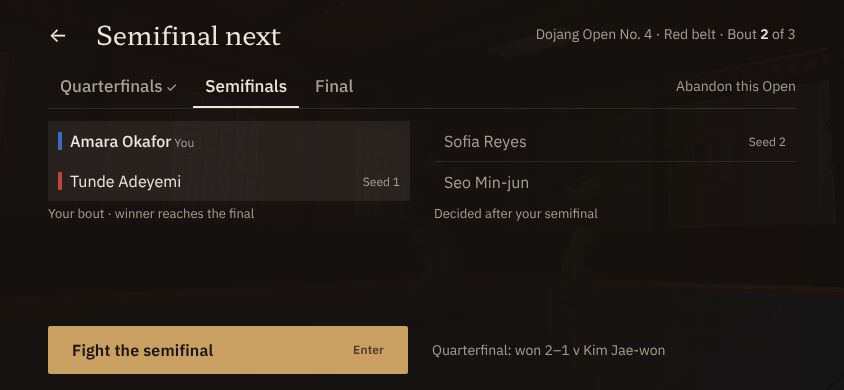 ← Semifinal next
Dojang Open No. 4 · Red belt · Bout 2 of 3
Quarterfinals ✓ Semifinals Final
Abandon this Open
Amara Okafor You
Tunde Adeyemi Seed 1
Your bout · winner reaches the final
Sofia Reyes Seed 2
Seo Min-jun
Decided after your semifinal
Fight the semifinal Enter
Quarterfinal: won 2–1 v Kim Jae-won